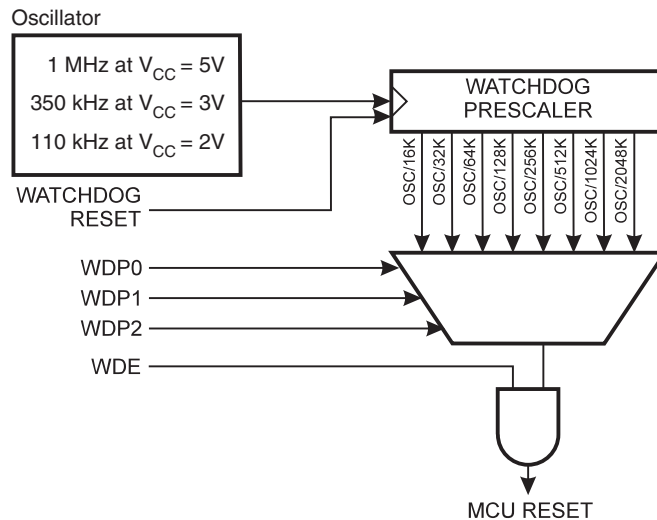 Oscillator
1 MHz at VCC = 5V
350 kHz at VCC = 3V
110 kHz at VCC = 2V
WATCHDOG
PRESCALER
OSC/16K
OSC/32K
OSC/64K
OSC/128K
OSC/256K
OSC/512K
OSC/1024K
OSC/2048K
WATCHDOG
RESET
WDP0
WDP1
WDP2
WDE
MCU RESET